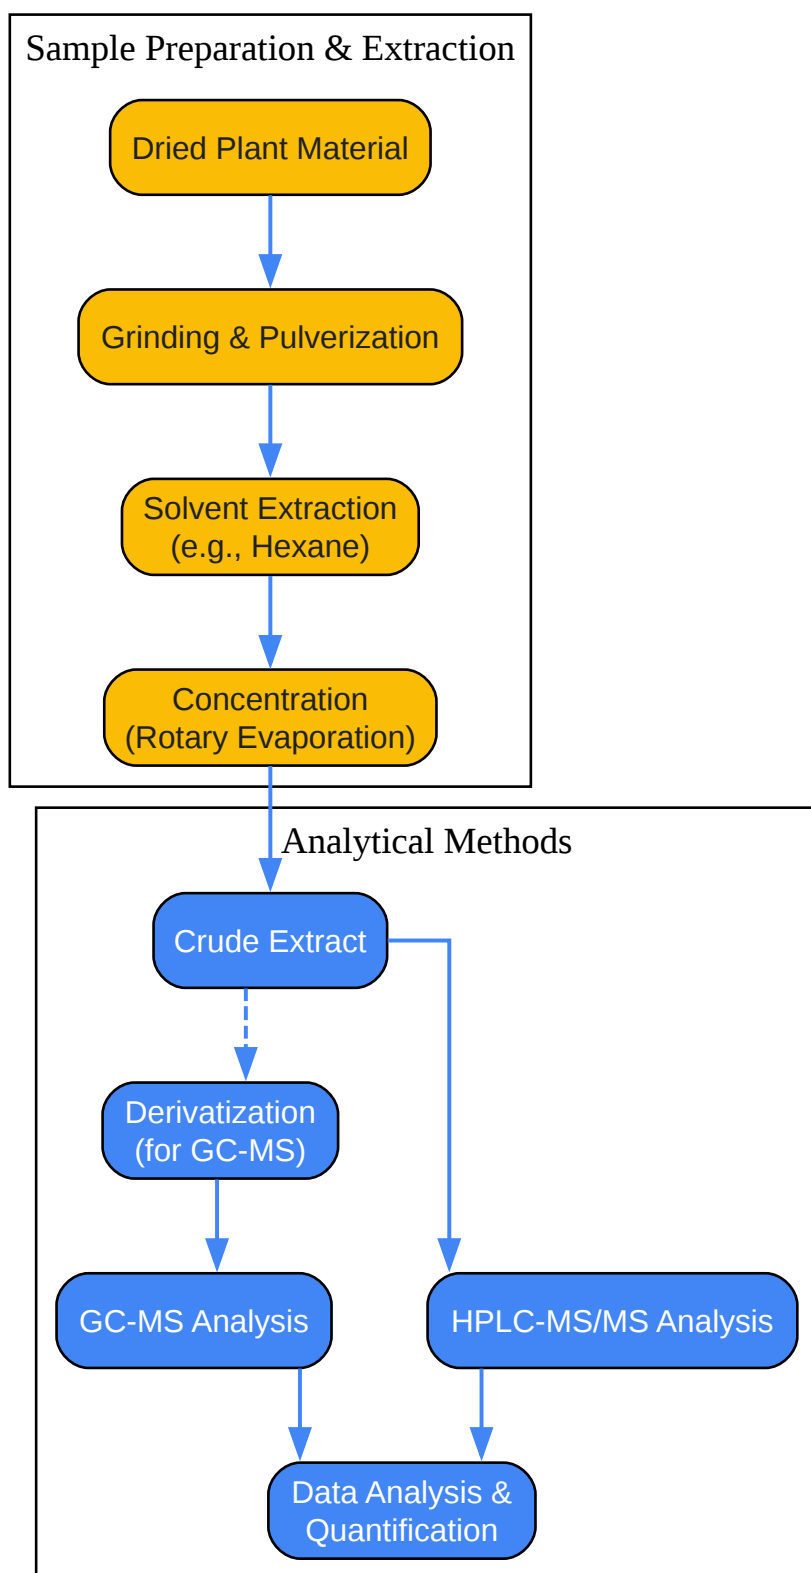 Sample Preparation & Extraction
Dried Plant Material
Grinding & Pulverization
Solvent Extraction
(e.g., Hexane)
Concentration
(Rotary Evaporation)
Analytical Methods
Crude Extract
Derivatization
(for GC-MS)
GC-MS Analysis
HPLC-MS/MS Analysis
Data Analysis &
Quantification